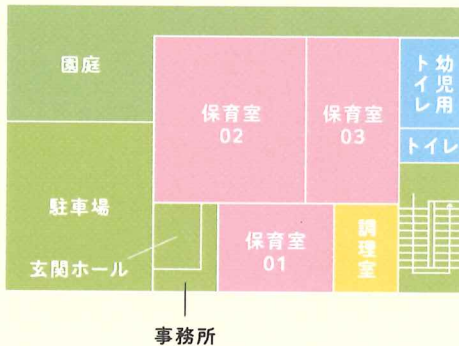 園庭
保育室
02
保育室
03
幼児用
トイレ
トイレ
駐車場
玄関ホール
保育室
01
調理室
事務所